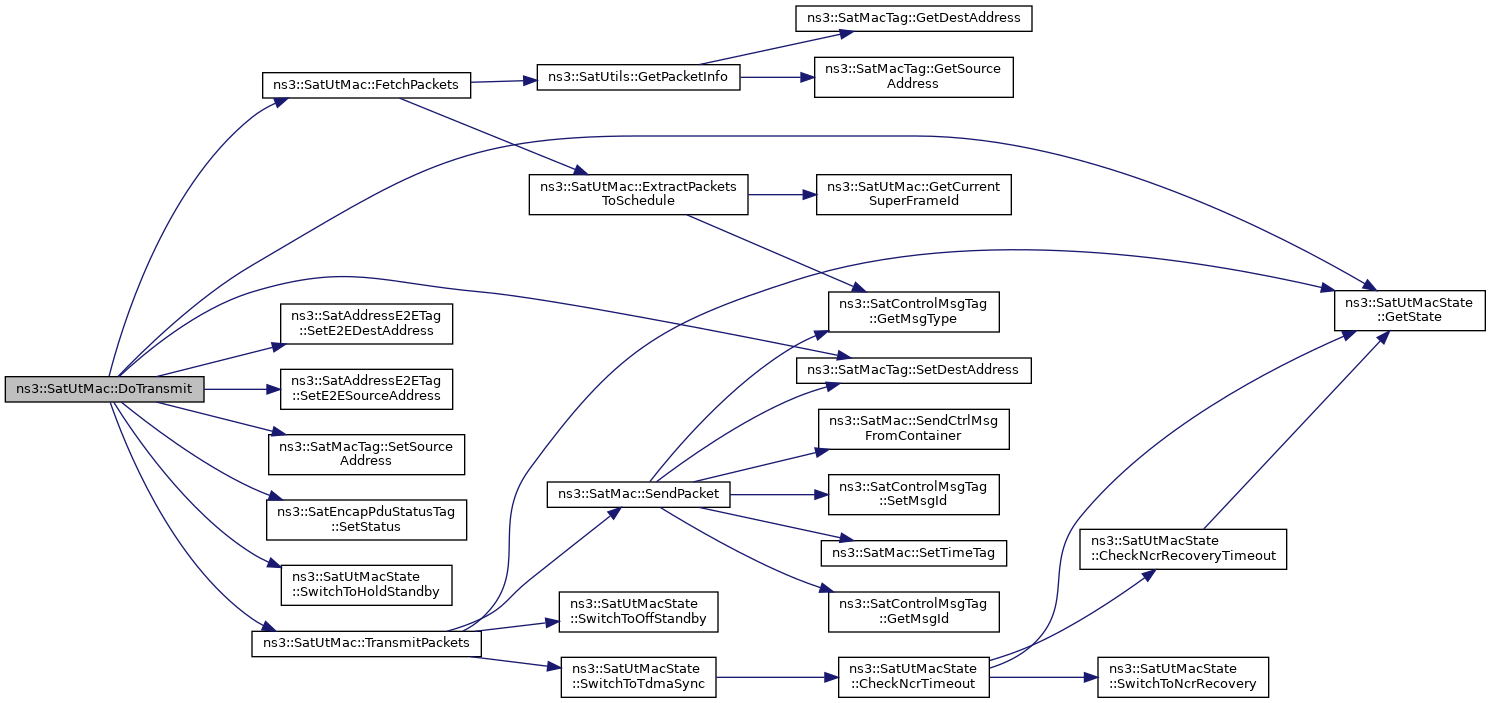 ns3::SatMacTag::GetDestAddress
ns3::SatUtMac::FetchPackets
ns3::SatUtils::GetPacketInfo
ns3::SatMacTag::GetSource
Address
ns3::SatUtMac::ExtractPackets
ToSchedule
ns3::SatUtMac::GetCurrent
SuperFrameId
ns3::SatControlMsgTag
::GetMsgType
ns3::SatUtMacState
::GetState
ns3::SatAddressE2ETag
::SetE2EDestAddress
ns3::SatMacTag::SetDestAddress
ns3::SatUtMac::DoTransmit
ns3::SatAddressE2ETag
::SetE2ESourceAddress
ns3::SatMac::SendCtrlMsg
FromContainer
ns3::SatMacTag::SetSource
Address
ns3::SatMac::SendPacket
ns3::SatControlMsgTag
::SetMsgId
ns3::SatEncapPduStatusTag
::SetStatus
ns3::SatMac::SetTimeTag
ns3::SatUtMacState
::CheckNcrRecoveryTimeout
ns3::SatUtMacState
::SwitchToHoldStandby
ns3::SatUtMacState
::SwitchToOffStandby
ns3::SatControlMsgTag
::GetMsgId
ns3::SatUtMac::TransmitPackets
ns3::SatUtMacState
::SwitchToTdmaSync
ns3::SatUtMacState
::CheckNcrTimeout
ns3::SatUtMacState
::SwitchToNcrRecovery